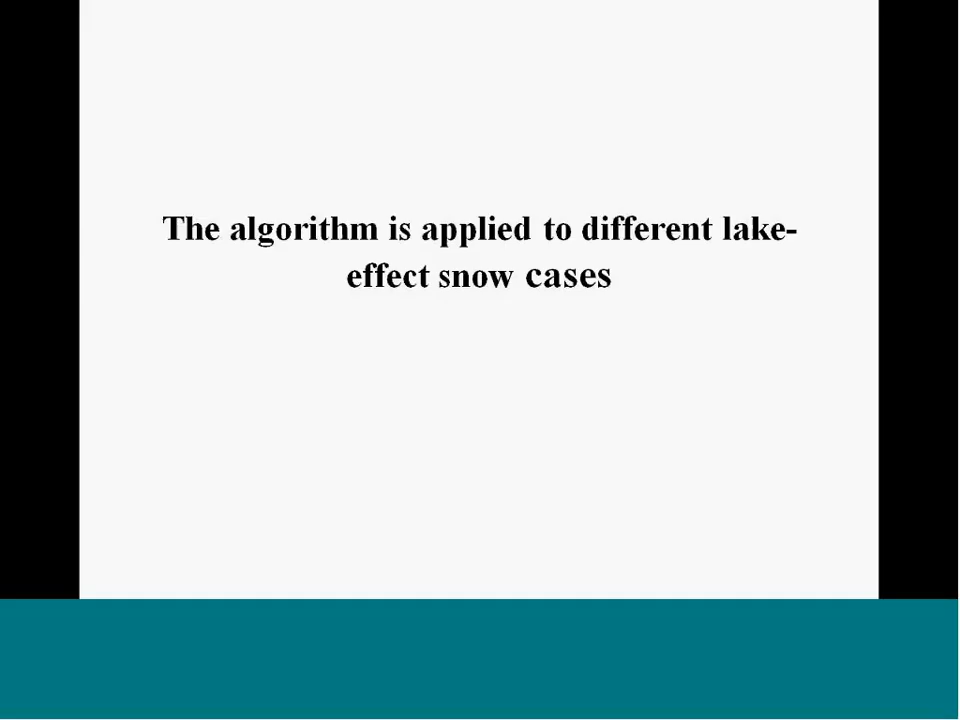 The algorithm is applied to different lake-
effect snow cases